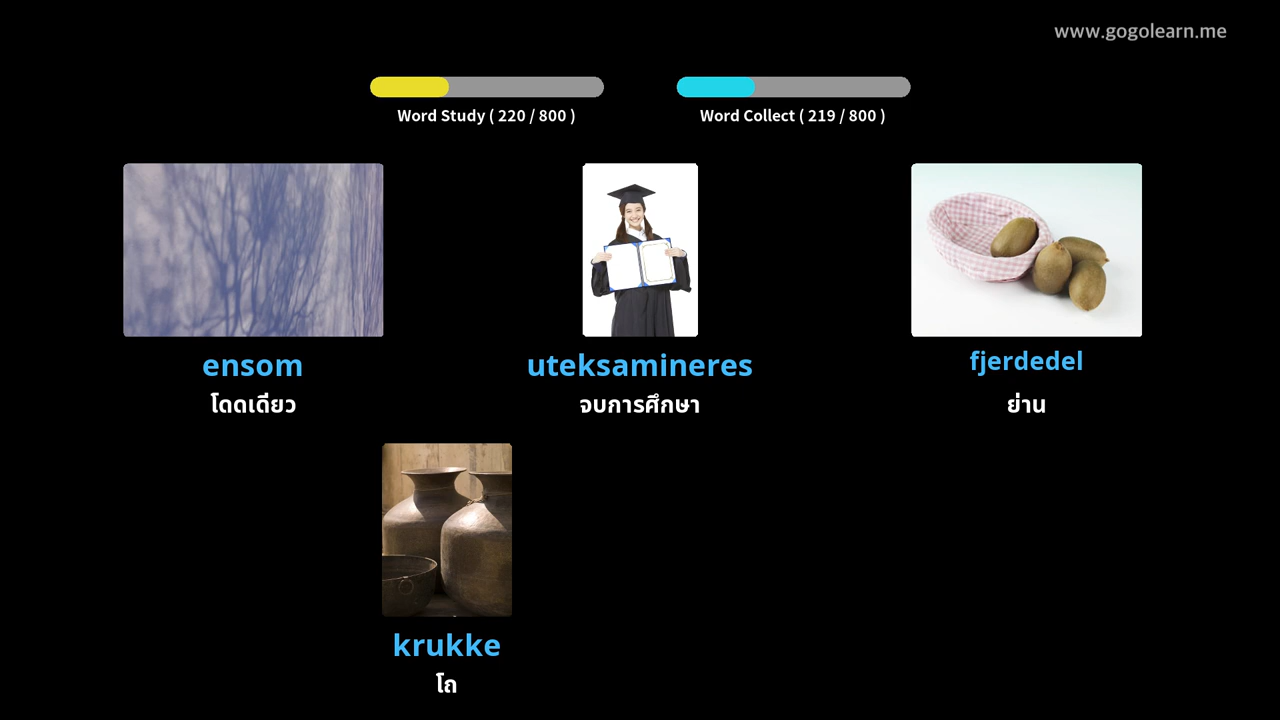 www.gogolearn.me
Word Study ( 220 / 800 )
Word Collect ( 219 / 800 )
ensom
โดดเดียว
uteksamineres
จบการศึกษา
fjerdedel
ย่าน
krukke
โถ